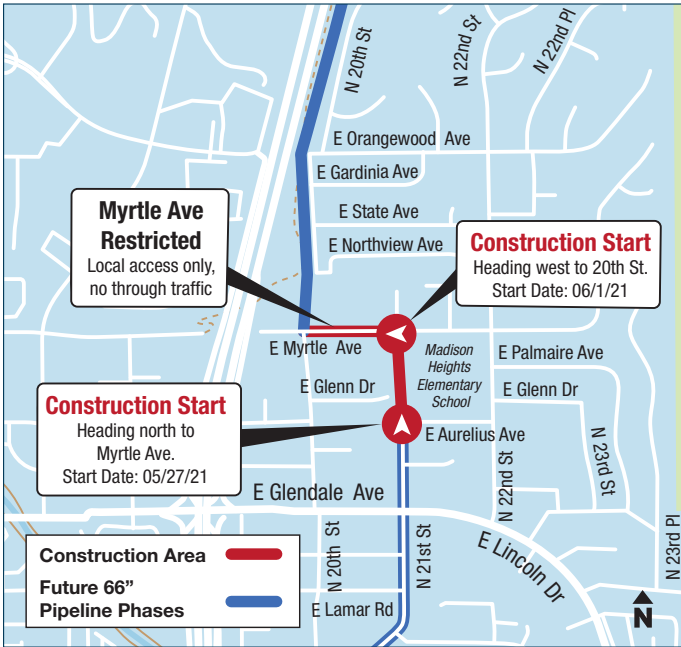 N 20th St
N 22nd St
N 22nd Pl
E Orangewood Ave
E Gardinia Ave
E State Ave
E Northview Ave
Myrtle Ave
Restricted
Local access only,
no through traffic
Construction Start
Heading west to 20th St.
Start Date: 06/1/21
E Myrtle Ave
Madison
Heights
Elementary
School
E Palmaire Ave
E Glenn Dr
E Glenn Dr
Construction Start
Heading north to
Myrtle Ave.
Start Date: 05/27/21
E Aurelius Ave
N 23rd St
N 22nd St
E Glendale Ave
E Lincoln Dr
N 23rd Pl
N 20th St
N 21st St
E Lamar Rd
Construction Area
Future 66”
Pipeline Phases
N